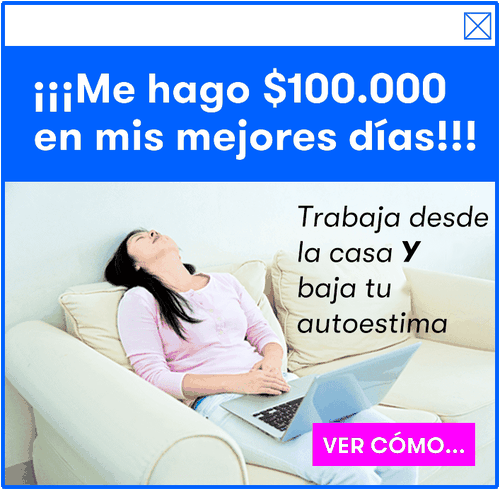 ¡¡¡Me hago $100.000
en mis mejores días!!!
Trabaja desde
la casa y
baja tu
autoestima
VER CÓMO...